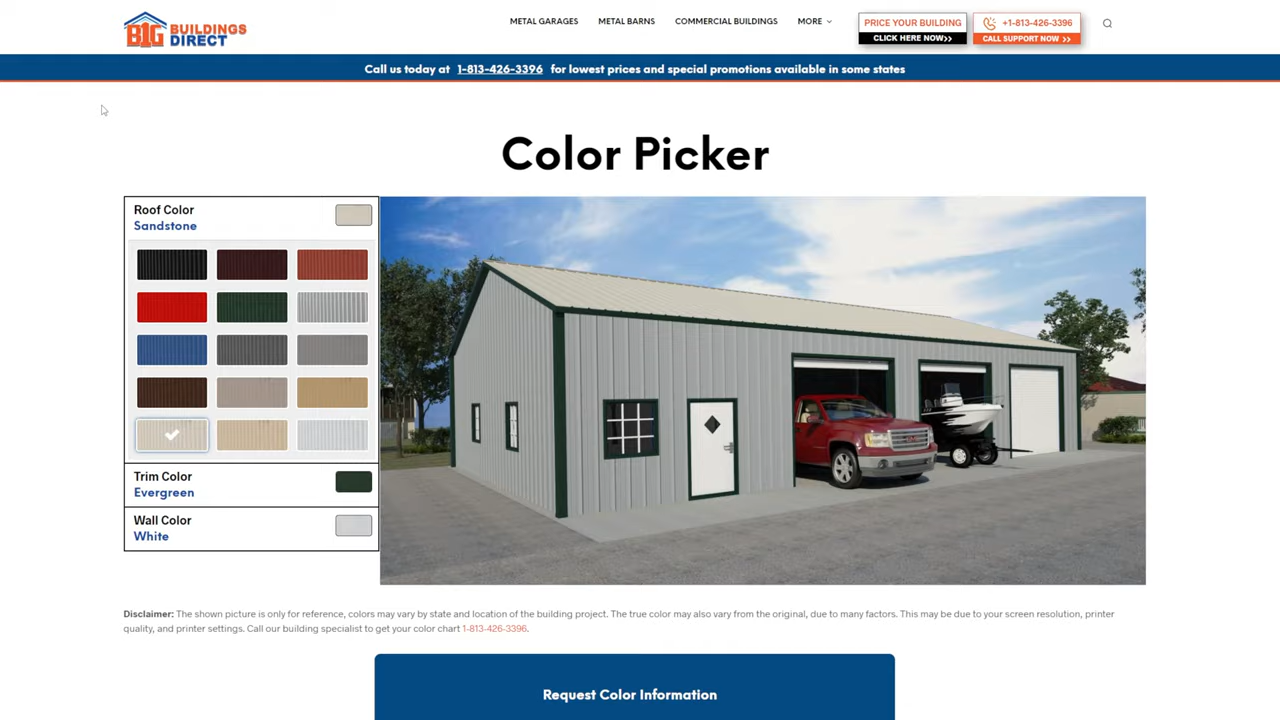 BIG BUILDINGS DIRECT
METAL GARAGES
METAL BARNS
COMMERCIAL BUILDINGS
MORE
PRICE YOUR BUILDING
CLICK HERE NOW>>
+1-813-426-3396
CALL SUPPORT NOW >>
Call us today at 1-813-426-3396 for lowest prices and special promotions available in some states
Color Picker
Roof Color
Sandstone
Trim Color
Evergreen
Wall Color
White
Disclaimer: The shown picture is only for reference, colors may vary by state and location of the building project. The true color may also vary from the original, due to many factors. This may be due to your screen resolution, printer
quality, and printer settings. Call our building specialist to get your color chart 1-813-426-3396.
Request Color Information